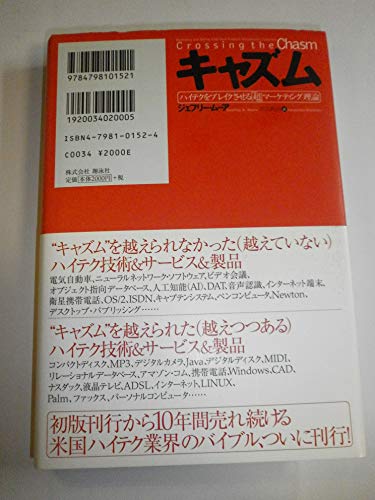 Crossing the Chasm
キャズム
ハイテクをブレイクさせる「超」マーケティング理論
ジェフリー・ムーア
9784798101521
1920034020005
ISBN4-7981-0152-4
C0034 ¥2000E
株式会社 翔泳社
定価 本体2000円 +税
“キャズム”を越えられなかった(越えていない)
ハイテク技術&サービス&製品
電気自動車、ニューラルネットワーク・ソフトウェア、ビデオ会議、
オブジェクト指向データベース、人工知能(AI)、DAT、音声認識、インターネット端末、
衛星携帯電話、OS/2、ISDN、キャプテンシステム、ペンコンピュータ、Newton、
デスクトップ・パブリッシング……
“キャズム”を越えられた(越えつつある)
ハイテク技術&サービス&製品
コンパクトディスク、MP3、デジタルカメラ、Java、デジタルディスク、MIDI、
リレーショナルデータベース、アマゾン・コム、携帯電話、Windows、CAD、
ナスダック、液晶テレビ、ADSL、インターネット、LINUX、
Palm、ファックス、パーソナルコンピュータ……
初版刊行から10年間売れ続ける
米国ハイテク業界のバイブル、ついに刊行!